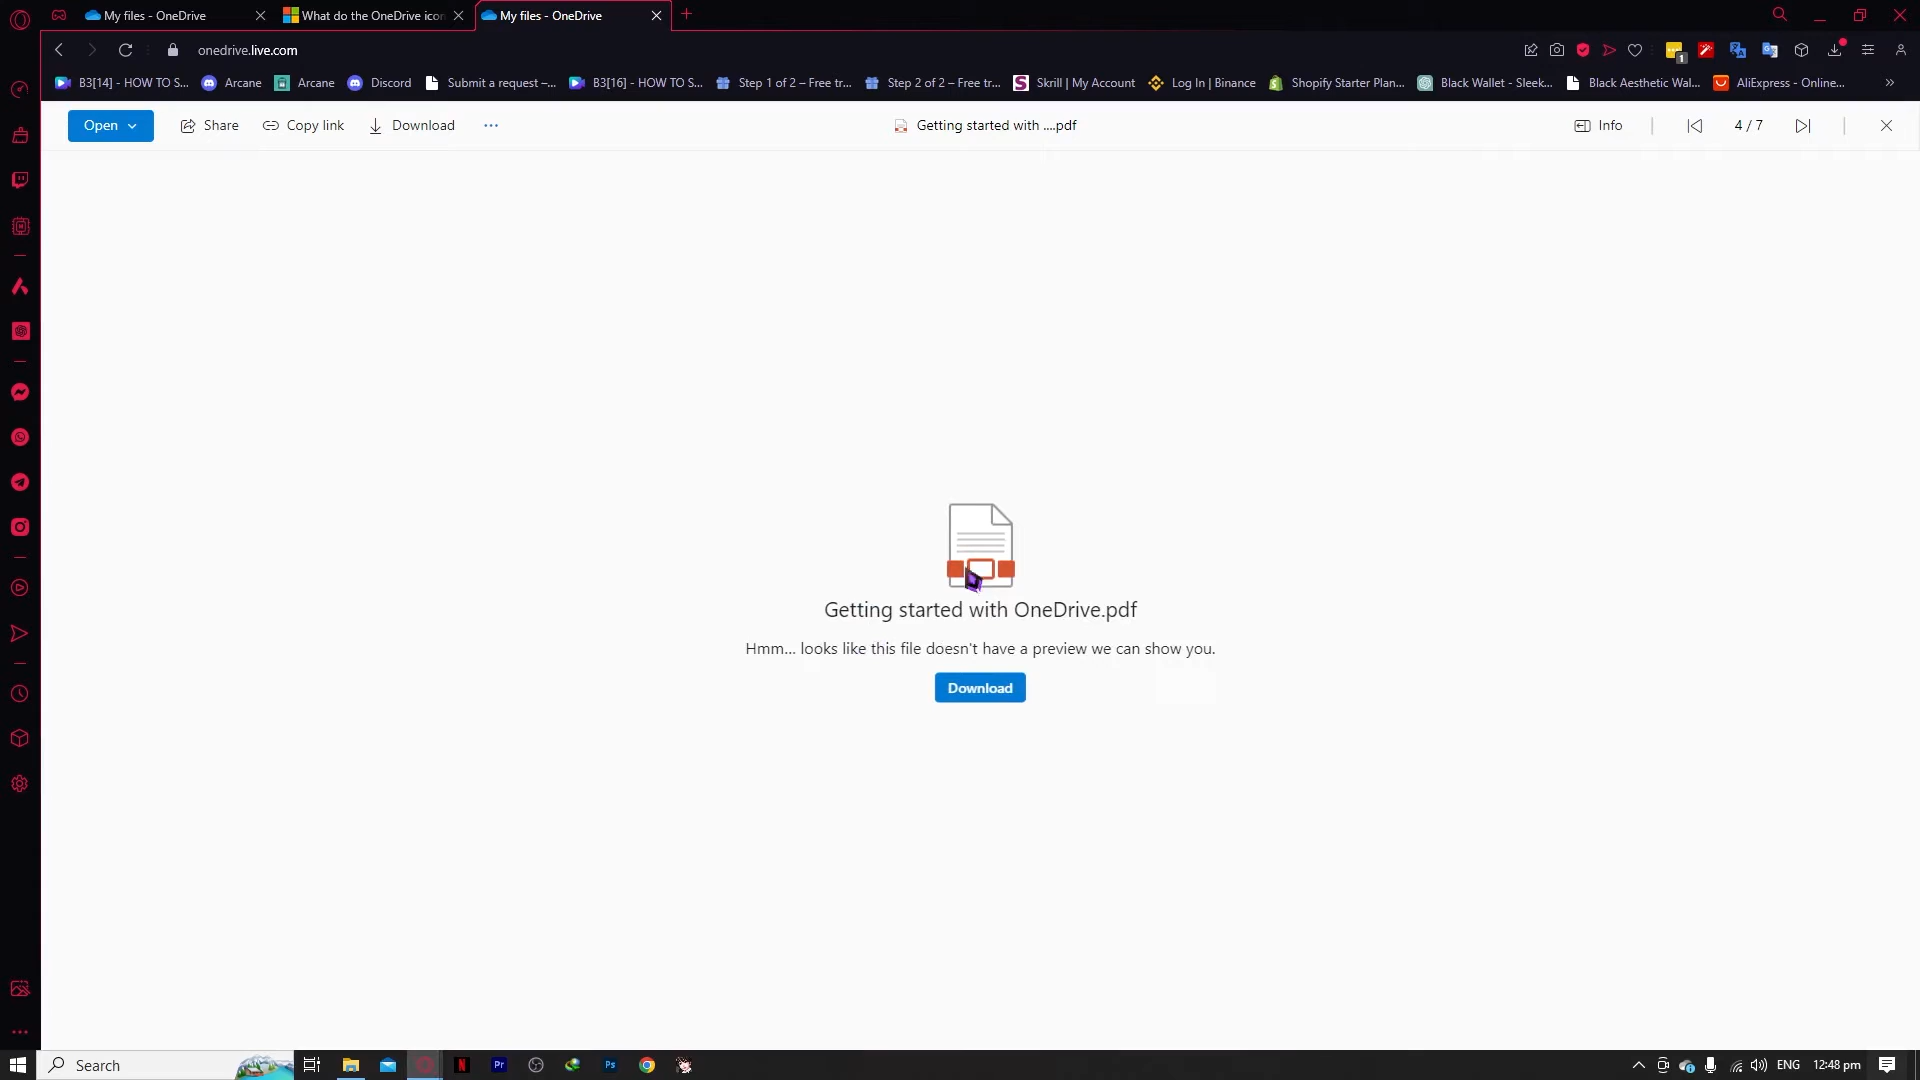 My files - OneDrive
What do the OneDrive icon
My files - OneDrive
onedrive.live.com
1
B3[14] - HOW TO S...
Arcane
Arcane
Discord
Submit a request –...
B3[16] - HOW TO S...
Step 1 of 2 – Free tr...
Step 2 of 2 – Free tr...
Skrill | My Account
Log In | Binance
Shopify Starter Plan...
Black Wallet - Sleek...
Black Aesthetic Wal...
AliExpress - Online...
Open
Share
Copy link
Download
Getting started with ....pdf
Info
4 / 7
Getting started with OneDrive.pdf
Hmm... looks like this file doesn't have a preview we can show you.
Download
Search
N
Pr
Ps
ENG
12:48 pm